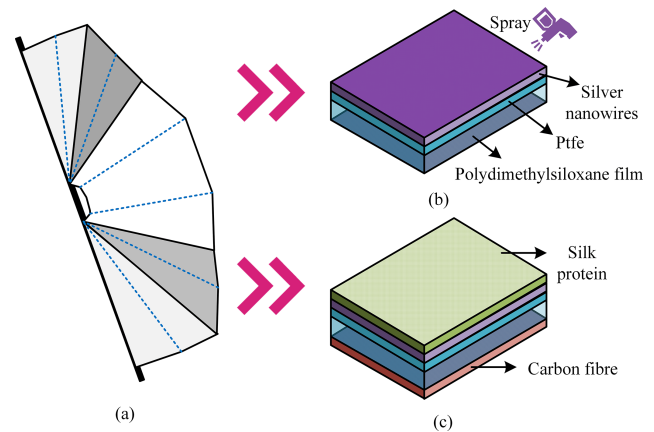 Spray
Silver
nanowires
Ptfe
Polydimethylsiloxane film
(b)
Silk
protein
Carbon fibre
(a)
(c)